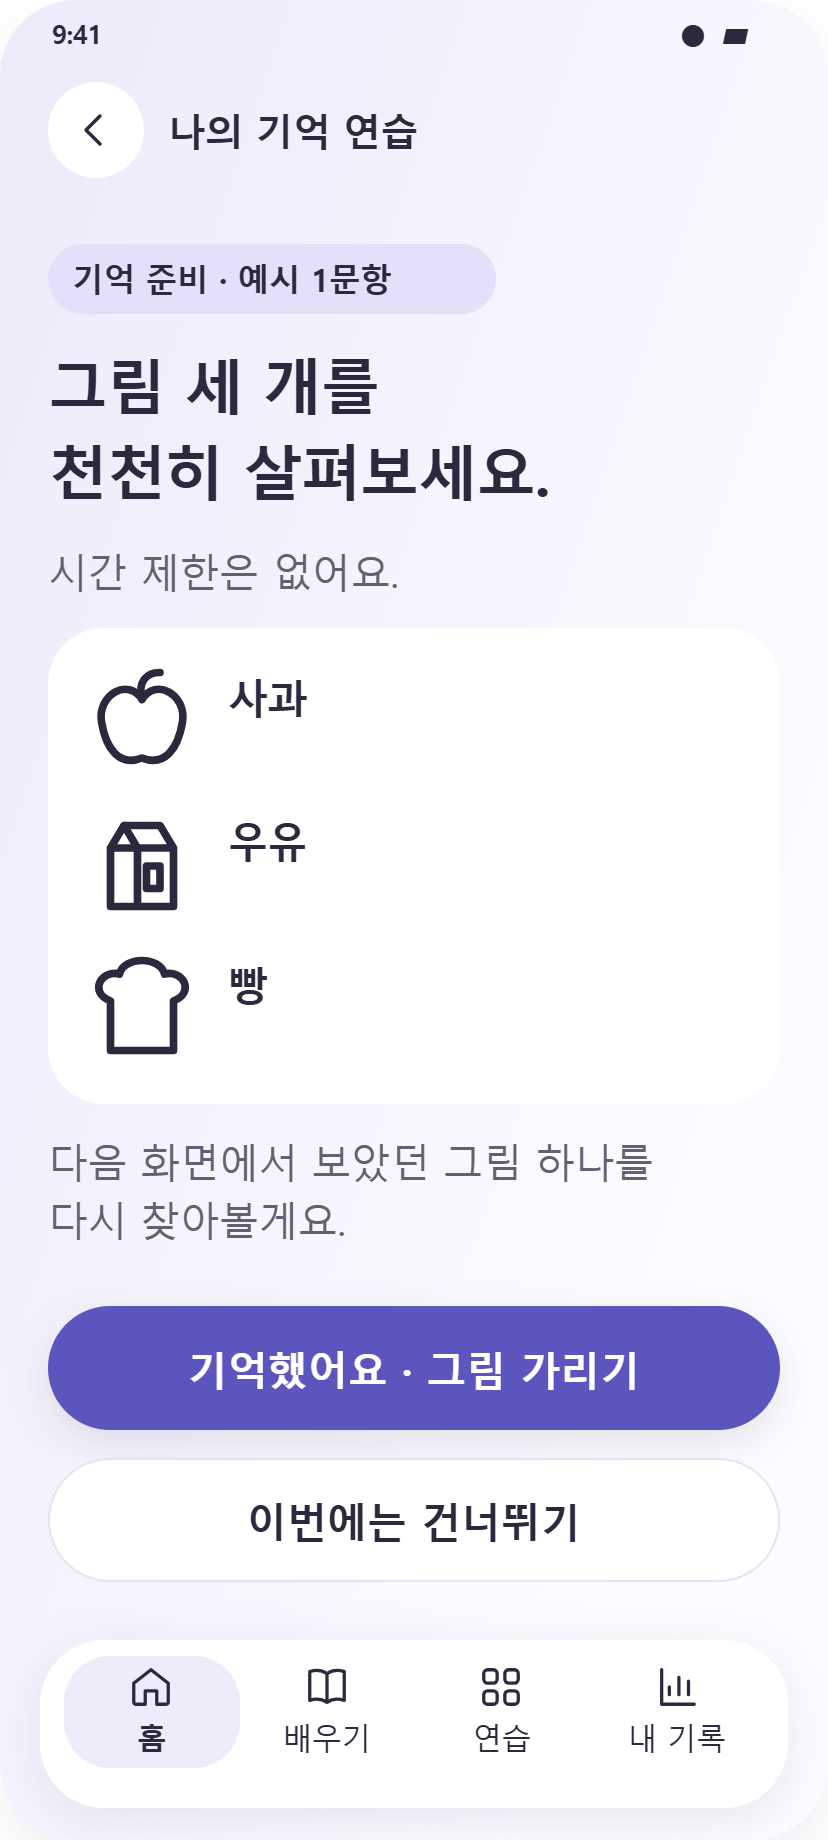 9:41
나의 기억 연습
기억 준비 · 예시 1문항
그림 세 개를
천천히 살펴보세요.
시간 제한은 없어요.
사과
우유
빵
다음 화면에서 보았던 그림 하나를
다시 찾아볼게요.
기억했어요 · 그림 가리기
이번에는 건너뛰기
홈
배우기
연습
내 기록